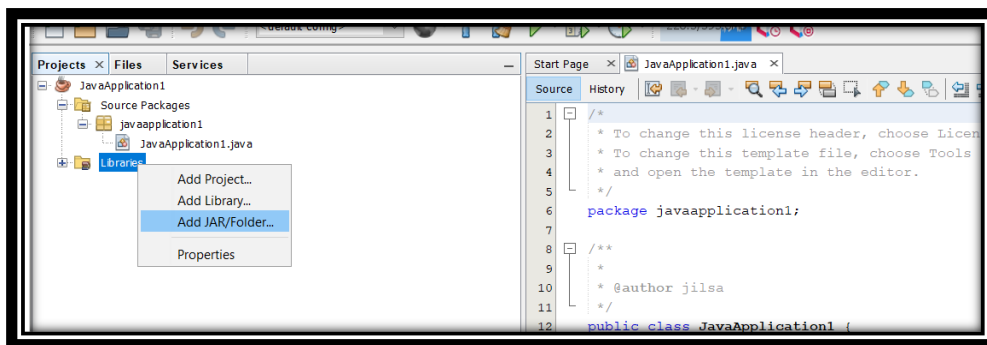 <default config>
Projects × Files Services
JavaApplication1
Source Packages
javaapplication1
JavaApplication1.java
Libraries
Add Project...
Add Library...
Add JAR/Folder...
Properties
Start Page × JavaApplication1.java ×
Source History
1 /*
2 * To change this license header, choose Licen
3 * To change this template file, choose Tools
4 * and open the template in the editor.
5 */
6 package javaapplication1;
7
8 /**
9 *
10 * @author jilsa
11 */
12 public class JavaApplication1 {